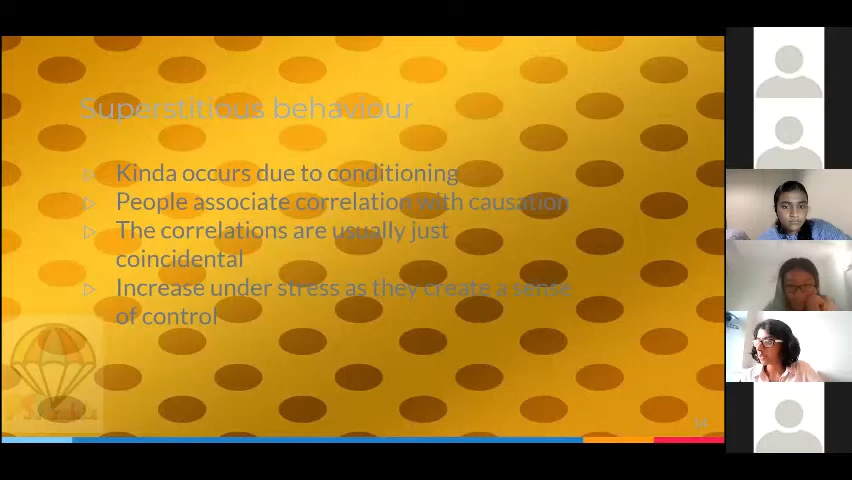 Superstitious behaviour
▷ Kinda occurs due to conditioning
▷ People associate correlation with causation
▷ The correlations are usually just
coincidental
▷ Increase under stress as they create a sense
of control